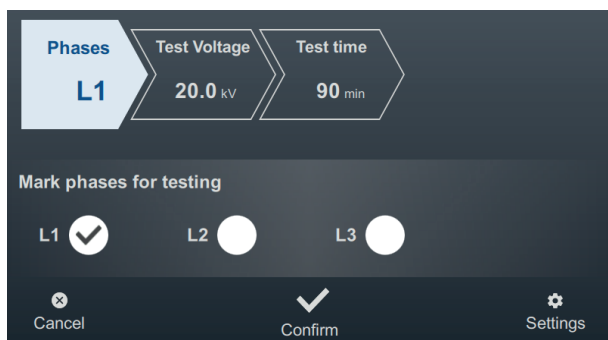 Phases Test Voltage Test time
L1 20.0 kV 90 min
Mark phases for testing
L1 L2 L3
Cancel Confirm Settings